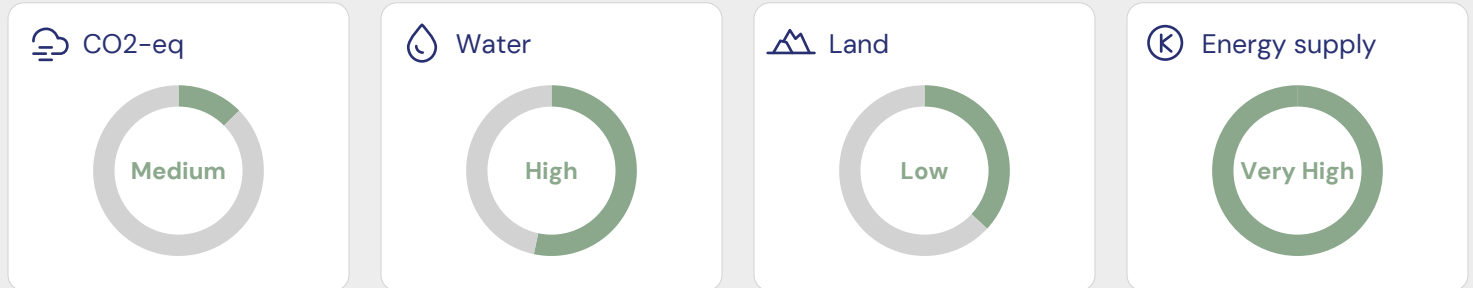 CO2-eq
Medium
Water
High
Land
Low
Energy supply
Very High